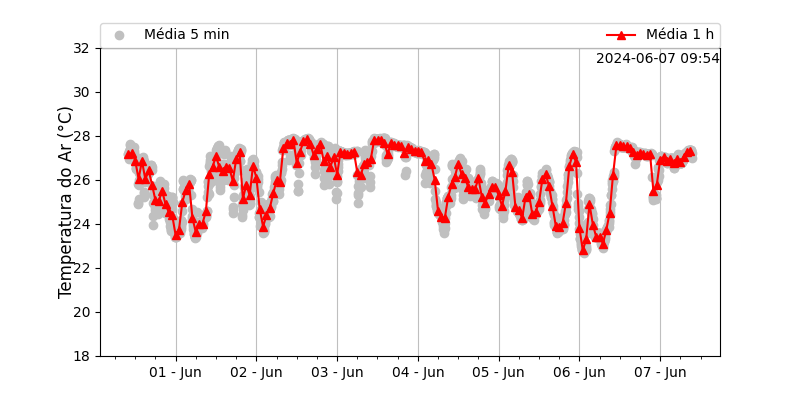 Média 5 min
Média 1 h
2024-06-07 09:54
Temperatura do Ar (°C)
32
30
28
26
24
22
20
18
01 - Jun
02 - Jun
03 - Jun
04 - Jun
05 - Jun
06 - Jun
07 - Jun